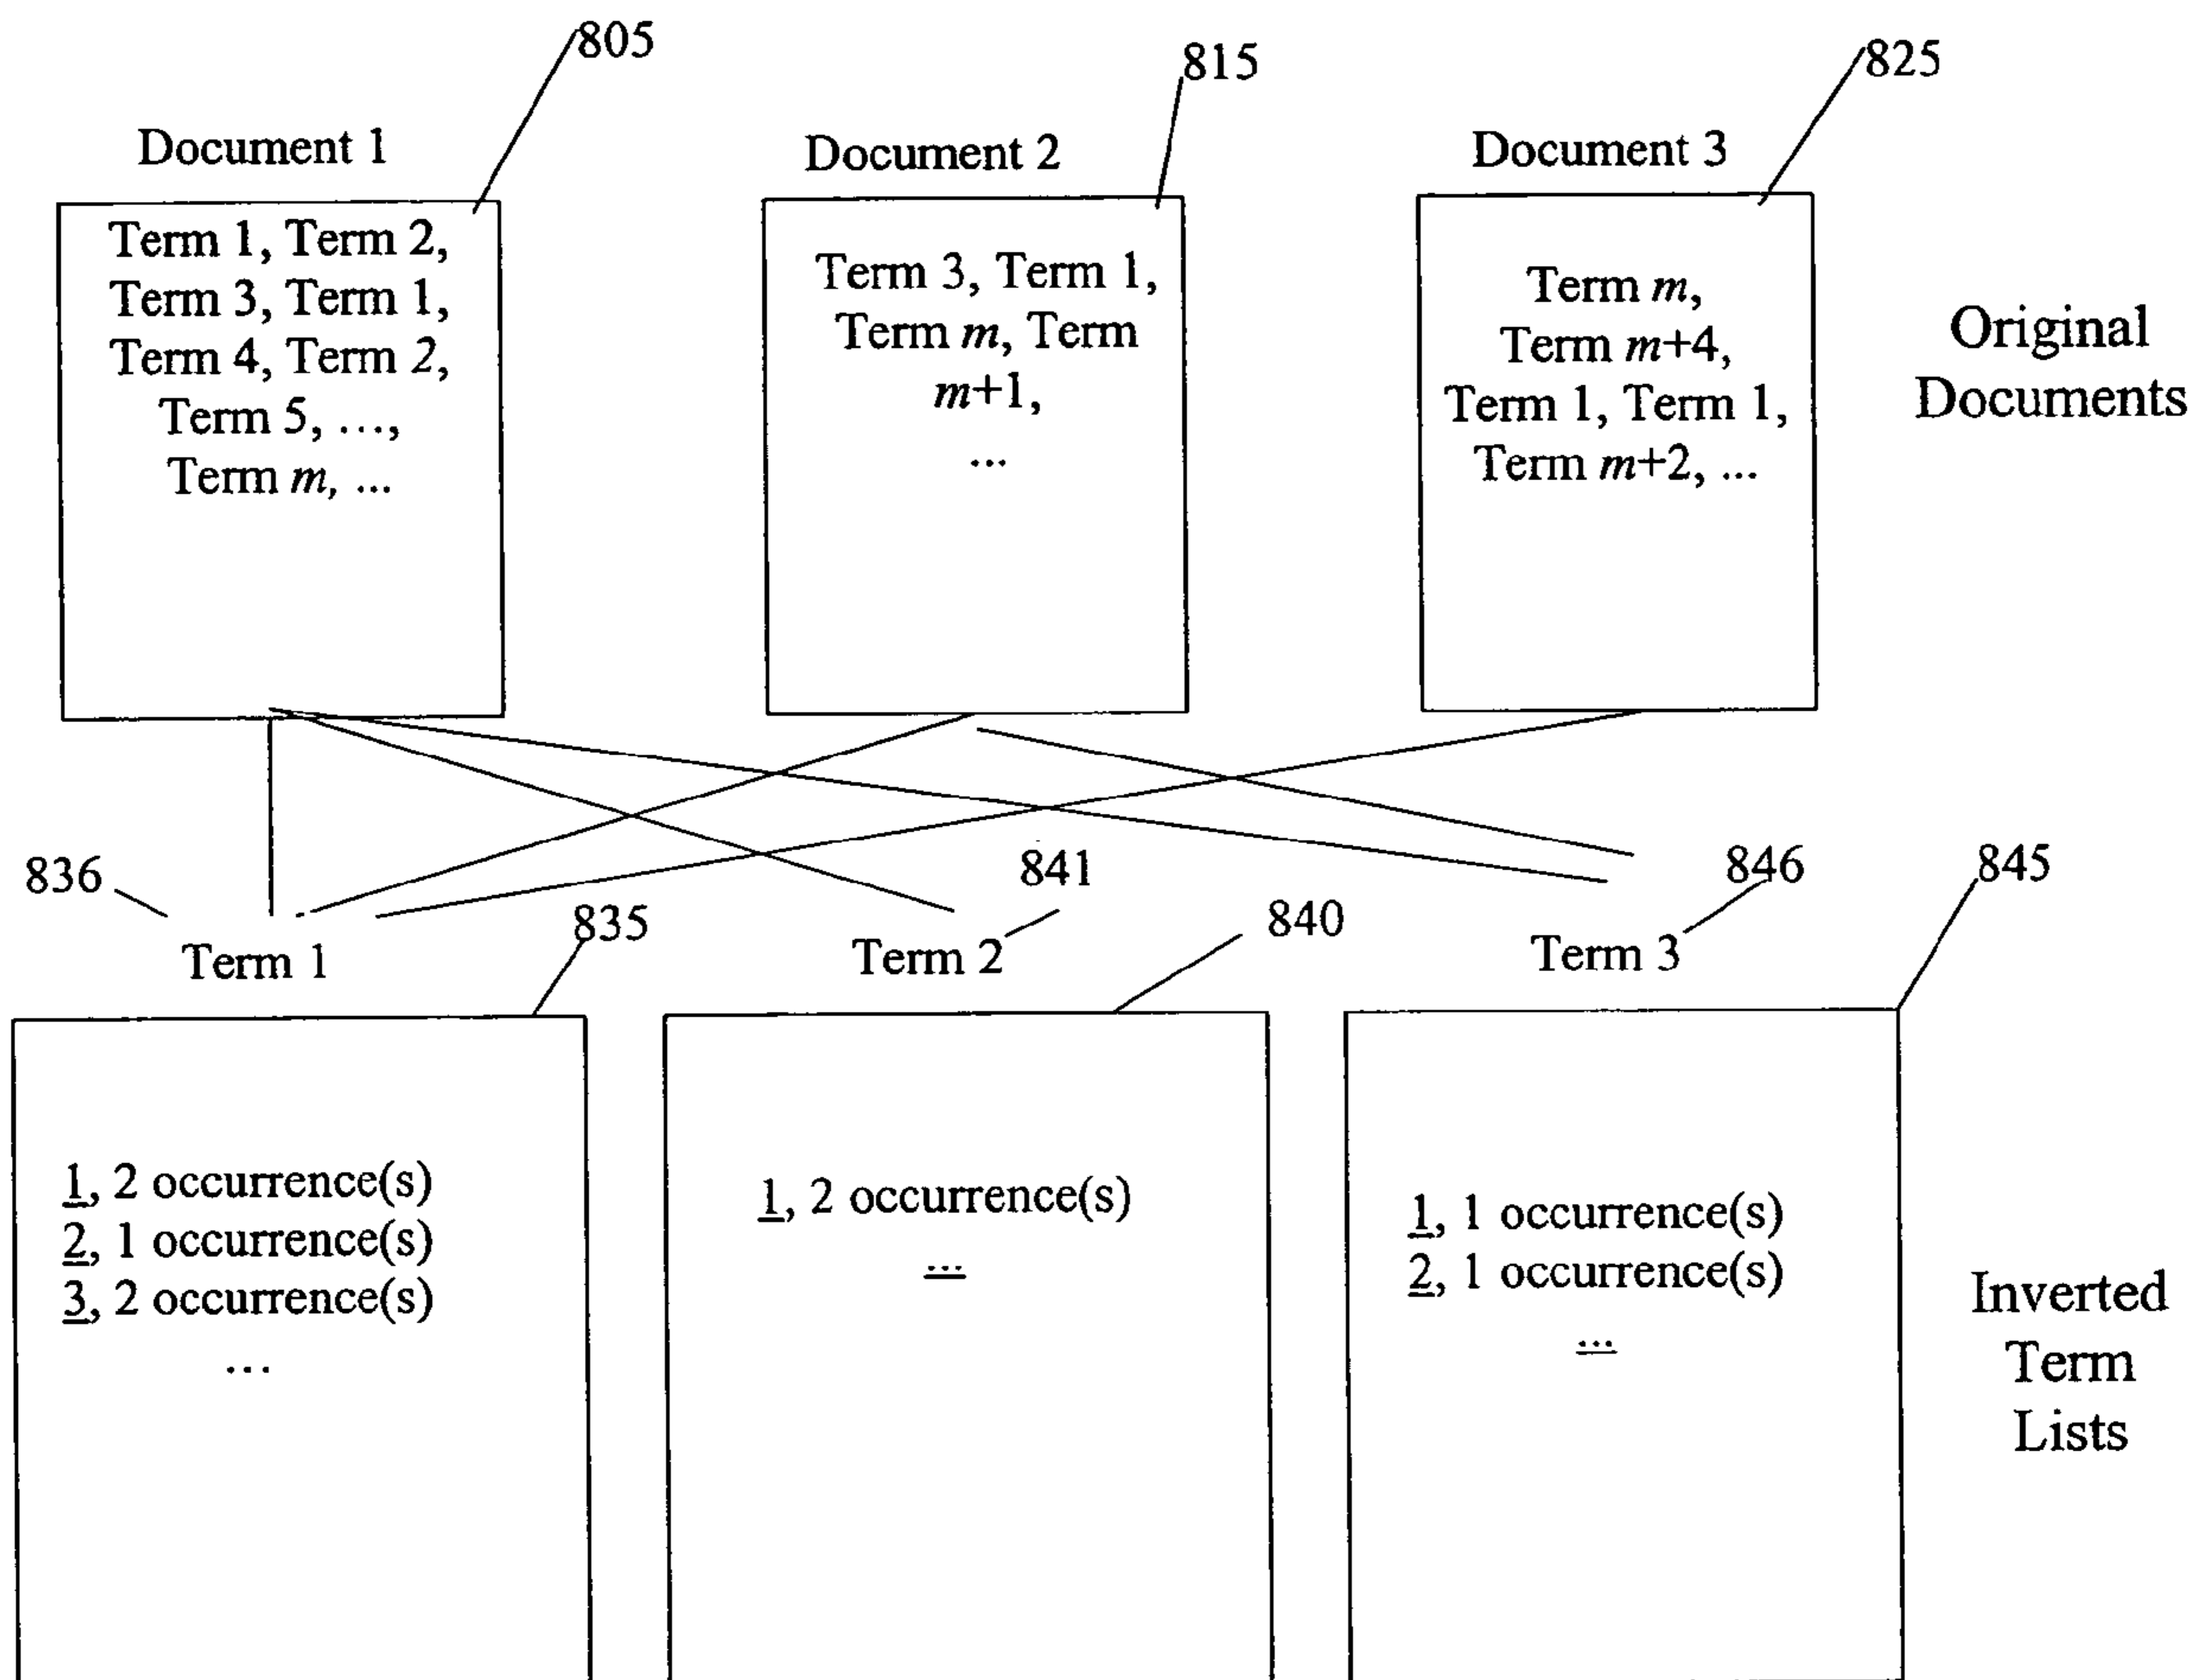 805
815
825
Document 1
Document 2
Document 3
Term 1, Term 2,
Term 3, Term 1,
Term 4, Term 2,
Term 5, ...,
Term m, ...
Term 3, Term 1,
Term m, Term
m+1,
...
Term m,
Term m+4,
Term 1, Term 1,
Term m+2, ...
Original
Documents
836
835
841
840
846
845
Term 1
Term 2
Term 3
1, 2 occurrence(s)
2, 1 occurrence(s)
3, 2 occurrence(s)
...
1, 2 occurrence(s)
...
1, 1 occurrence(s)
2, 1 occurrence(s)
...
Inverted
Term
Lists